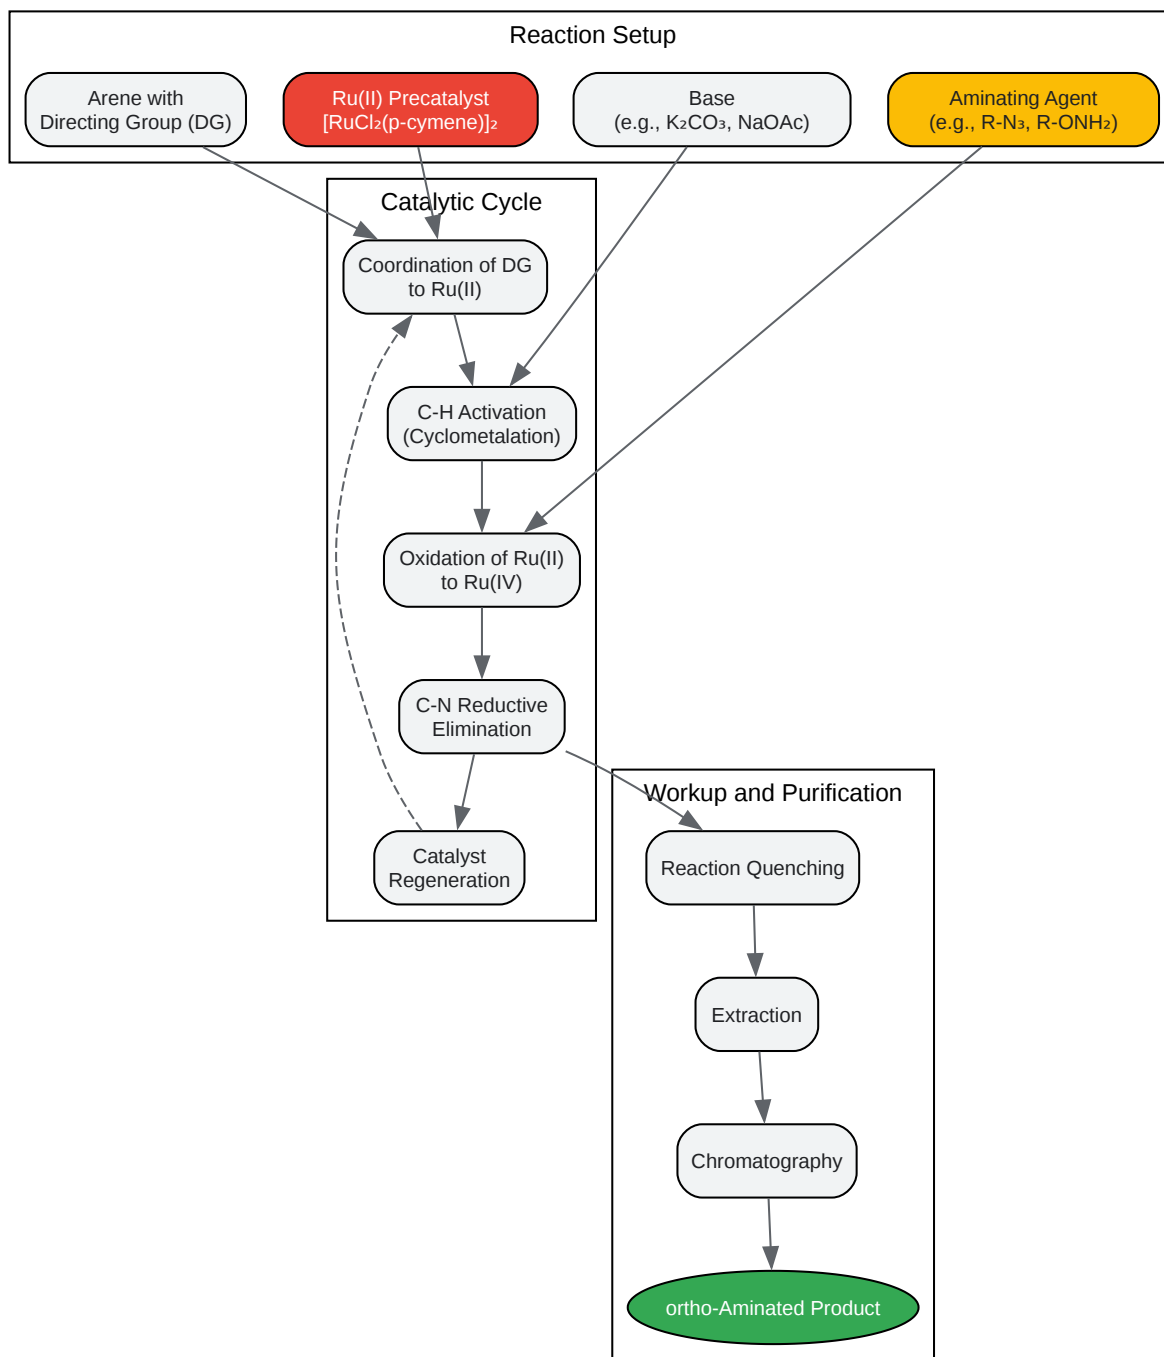 Reaction Setup
Arene with
Directing Group (DG)
Ru(II) Precatalyst
[RuCl₂(p-cymene)]₂
Base
(e.g., K₂CO₃, NaOAc)
Aminating Agent
(e.g., R-N₃, R-ONH₂)
Catalytic Cycle
Coordination of DG
to Ru(II)
C-H Activation
(Cyclometalation)
Oxidation of Ru(II)
to Ru(IV)
C-N Reductive
Elimination
Catalyst
Regeneration
Workup and Purification
Reaction Quenching
Extraction
Chromatography
ortho-Aminated Product